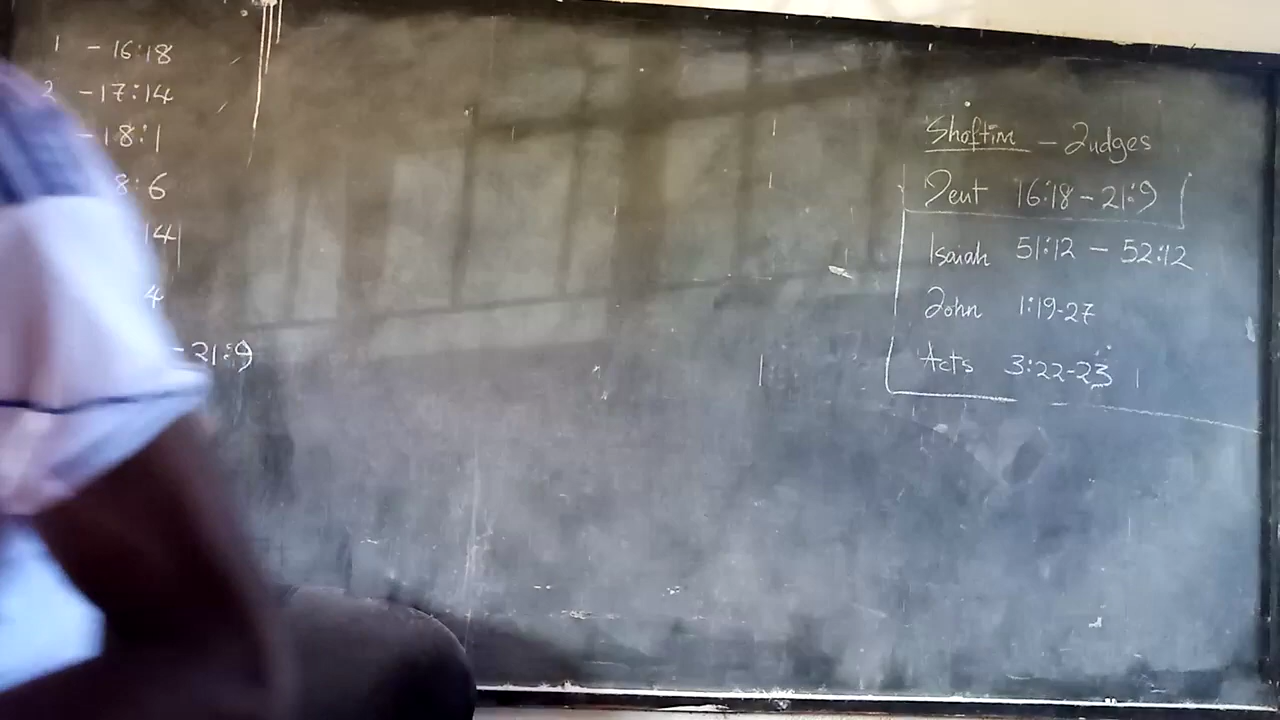 1 - 16:18
2 - 17:14
- 18:1
8:6
14
4
- 21:9
Shoftim - Judges
Deut 16:18 - 21:9
Isaiah 51:12 - 52:12
John 1:19-27
Acts 3:22-23